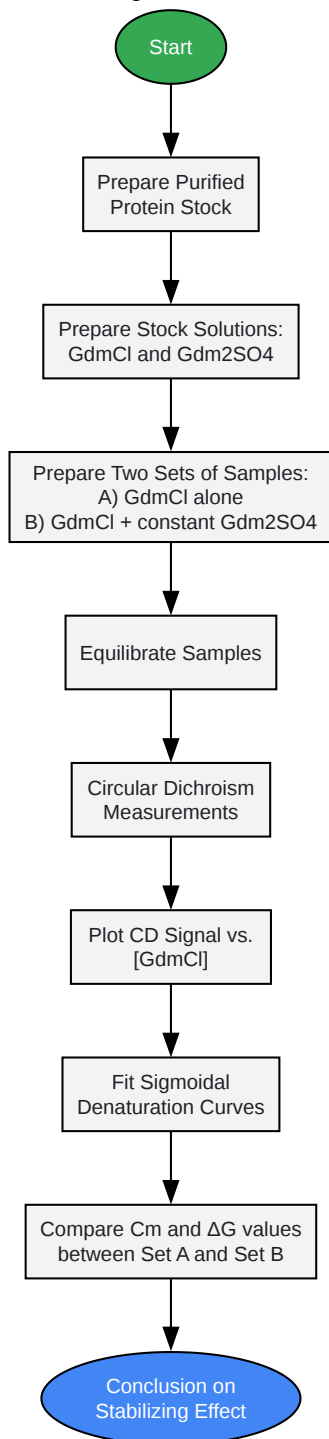 Start
Prepare Purified
Protein Stock
Prepare Stock Solutions:
GdmCl and Gdm2SO4
Prepare Two Sets of Samples:
A) GdmCl alone
B) GdmCl + constant Gdm2SO4
Equilibrate Samples
Circular Dichroism
Measurements
Plot CD Signal vs.
[GdmCl]
Fit Sigmoidal
Denaturation Curves
Compare Cm and ΔG values
between Set A and Set B
Conclusion on
Stabilizing Effect